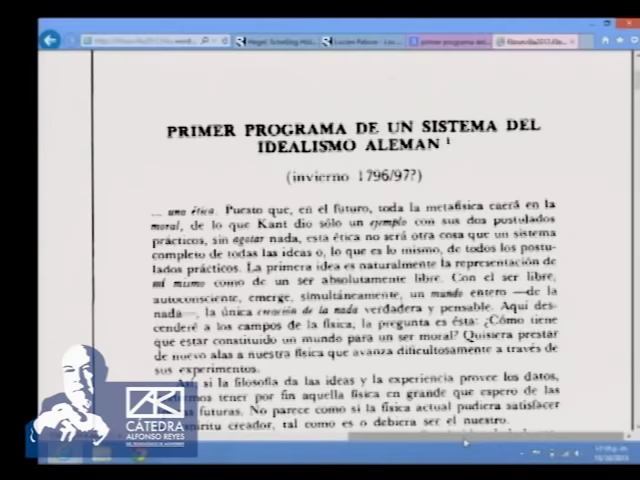 Hegel, Schelling, Höld...
primer programa del...
PRIMER PROGRAMA DE UN SISTEMA DEL
IDEALISMO ALEMAN ¹
(invierno 1796/97?)
... una ética. Puesto que, en el futuro, toda la metafísica caerá en la
moral, de lo que Kant dio sólo un ejemplo con sus dos postulados
prácticos, sin agotar nada, esta ética no será otra cosa que un sistema
completo de todas las ideas o, lo que es lo mismo, de todos los postu-
lados prácticos. La primera idea es naturalmente la representación de
mí mismo como de un ser absolutamente libre. Con el ser libre,
autoconsciente, emerge, simultáneamente, un mundo entero —de la
nada—, la única creación de la nada verdadera y pensable. Aquí des-
cenderé a los campos de la física, la pregunta es ésta: ¿Cómo tiene
que estar constituido un mundo para un ser moral? Quisiera prestar
de nuevo alas a nuestra física que avanza dificultosamente a través de
sus experimentos.
Así, si la filosofía da las ideas y la experiencia provee los datos,
tener por fin aquella física en grande que espero de las
futuras. No parece como si la física actual pudiera satisfacer
espíritu creador, tal como es o debiera ser el nuestro.
CÁTEDRA
ALFONSO REYES